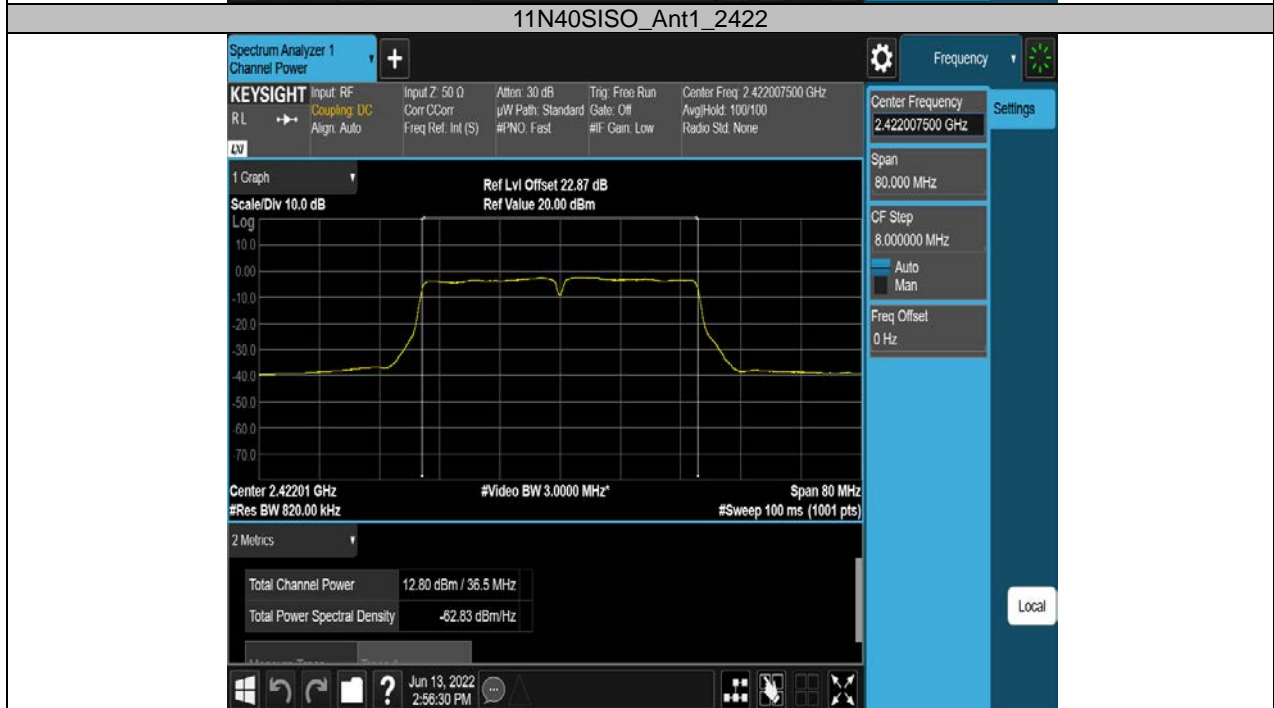 11N40SISO_Ant1_2422
Spectrum Analyzer 1
Channel Power
+
Frequency
KEYSIGHT
RL
LV
Input: RF
Coupling: DC
Align: Auto
Input Z: 50 Ω
Corr CCorr
Freq Ref: Int (S)
Atten: 30 dB
µW Path: Standard
#PNO: Fast
Trig: Free Run
Gate: Off
#IF Gain: Low
Center Freq: 2.422007500 GHz
Avg|Hold: 100/100
Radio Std: None
Center Frequency
2.422007500 GHz
Settings
Span
80.000 MHz
CF Step
8.000000 MHz
Auto
Man
Freq Offset
0 Hz
Local
1 Graph
Scale/Div 10.0 dB
Ref Lvl Offset 22.87 dB
Ref Value 20.00 dBm
Log
10.0
0.00
-10.0
-20.0
-30.0
-40.0
-50.0
-60.0
-70.0
Center 2.42201 GHz
#Video BW 3.0000 MHz*
Span 80 MHz
#Res BW 820.00 kHz
#Sweep 100 ms (1001 pts)
2 Metrics
Total Channel Power 12.80 dBm / 36.5 MHz
Total Power Spectral Density -62.83 dBm/Hz
?
Jun 13, 2022
2:56:30 PM